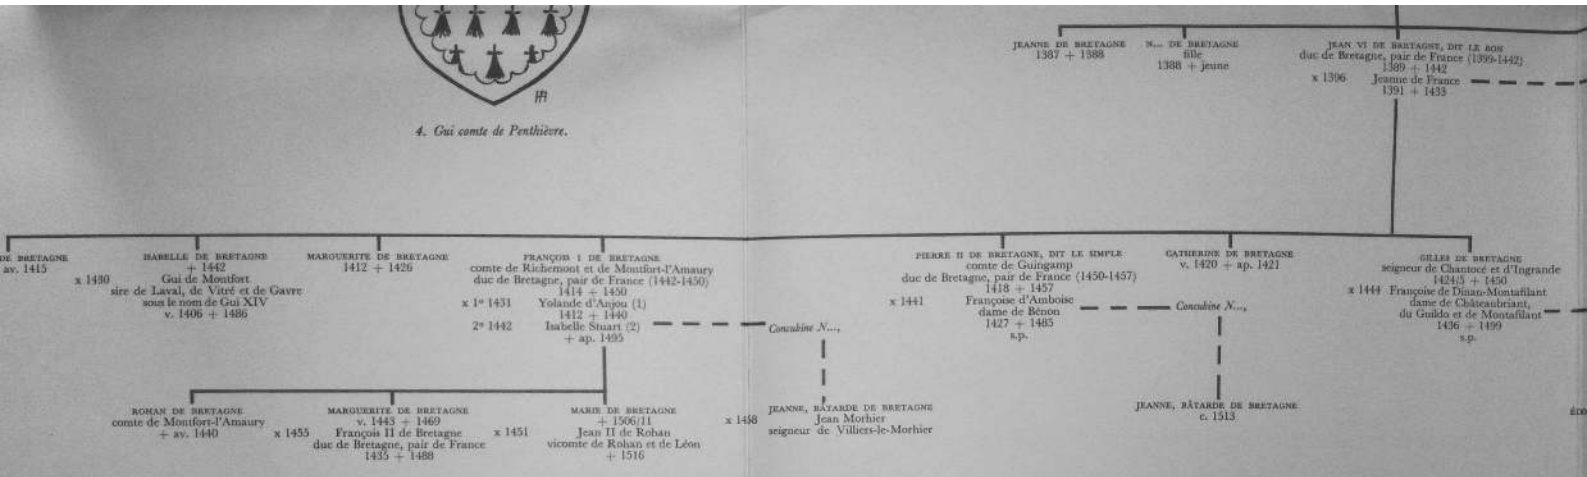 4. Gui comte de Penthièvre.
JEANNE DE BRETAGNE
1387 + 1388
N... DE BRETAGNE
fille
1388 + jeune
JEAN VI DE BRETAGNE, DIT LE BON
duc de Bretagne, pair de France (1399-1442)
1389 + 1442
x 1396 Jeanne de France
1391 + 1433
DE BRETAGNE
av. 1415
ISABELLE DE BRETAGNE
+ 1442
x 1430 Gui de Montfort
sire de Laval, de Vitré et de Gavre
sous le nom de Gui XIV
v. 1406 + 1486
MARGUERITE DE BRETAGNE
1412 + 1426
FRANÇOIS I DE BRETAGNE
comte de Richemont et de Montfort-l'Amaury
duc de Bretagne, pair de France (1442-1450)
1414 + 1450
x 1º 1431 Yolande d'Anjou (1)
1412 + 1440
2º 1442 Isabelle Stuart (2)
+ ap. 1495
Concubine N...,
PIERRE II DE BRETAGNE, DIT LE SIMPLE
comte de Guingamp
duc de Bretagne, pair de France (1450-1457)
1418 + 1457
x 1441 Françoise d'Amboise
dame de Bénon
1427 + 1485
s.p.
CATHERINE DE BRETAGNE
v. 1420 + ap. 1421
Concubine N...,
GILLES DE BRETAGNE
seigneur de Chantocé et d'Ingrande
1424/5 + 1450
x 1444 Françoise de Dinan-Montafilant
dame de Châteaubriant,
du Guildo et de Montafilant
1436 + 1499
s.p.
ROHAN DE BRETAGNE
comte de Montfort-l'Amaury
+ av. 1440
MARGUERITE DE BRETAGNE
v. 1443 + 1469
x 1455 François II de Bretagne
duc de Bretagne, pair de France
1435 + 1488
MARIE DE BRETAGNE
+ 1506/11
x 1451 Jean II de Rohan
vicomte de Rohan et de Léon
+ 1516
JEANNE, BÂTARDE DE BRETAGNE
x 1458 Jean Morhier
seigneur de Villiers-le-Morhier
JEANNE, BÂTARDE DE BRETAGNE
c. 1513